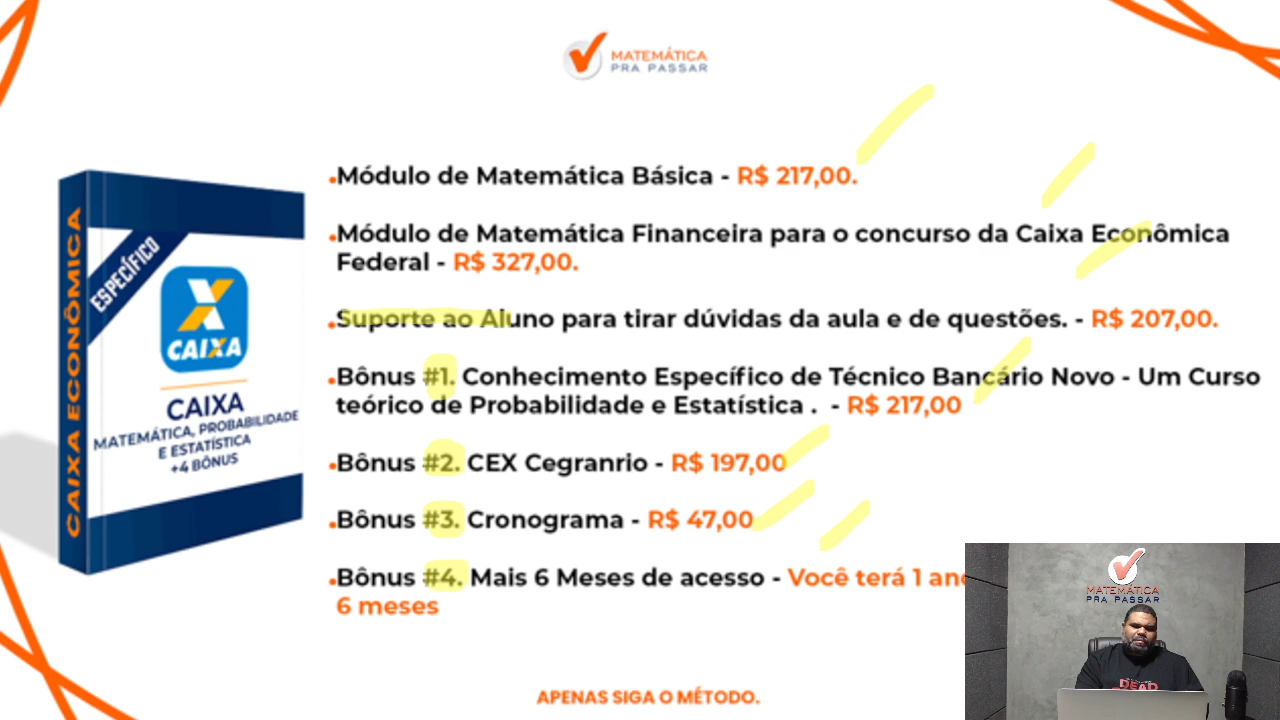 MATEMÁTICA
PRA PASSAR
•Módulo de Matemática Básica - R$ 217,00.
•Módulo de Matemática Financeira para o concurso da Caixa Econômica
Federal - R$ 327,00.
•Suporte ao Aluno para tirar dúvidas da aula e de questões. - R$ 207,00.
•Bônus #1. Conhecimento Específico de Técnico Bancário Novo - Um Curso
teórico de Probabilidade e Estatística .  - R$ 217,00
•Bônus #2. CEX Cegranrio - R$ 197,00
•Bônus #3. Cronograma - R$ 47,00
•Bônus #4. Mais 6 Meses de acesso - Você terá 1 ano
6 meses
CAIXA ECONÔMICA
ESPECÍFICO
CAIXA
CAIXA
MATEMÁTICA, PROBABILIDADE
E ESTATÍSTICA
+4 BÔNUS
MATEMÁTICA
PRA PASSAR
DEAD
APENAS SIGA O MÉTODO.